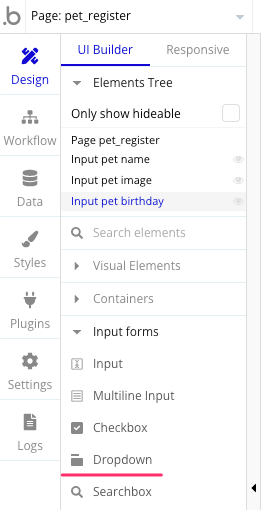 .b Page: pet_register
Design
Workflow
Data
Styles
Plugins
Settings
Logs
UI Builder Responsive
Elements Tree
Only show hideable
Page pet_register
Input pet name
Input pet image
Input pet birthday
Search elements
Visual Elements
Containers
Input forms
Input
Multiline Input
Checkbox
Dropdown
Searchbox